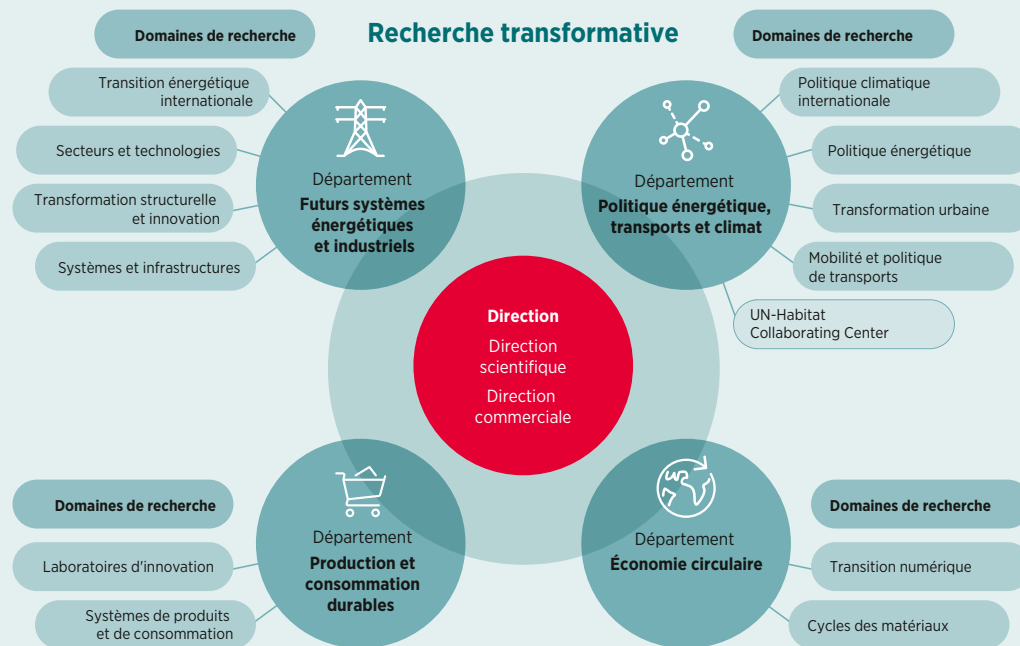 Recherche transformative
Domaines de recherche
Transition énergétique
internationale
Secteurs et technologies
Transformation structurelle
et innovation
Systèmes et infrastructures
Département
Futurs systèmes
énergétiques
et industriels
Domaines de recherche
Politique climatique
internationale
Politique énergétique
Transformation urbaine
Mobilité et politique
de transports
UN-Habitat
Collaborating Center
Département
Politique énergétique,
transports et climat
Direction
Direction
scientifique
Direction
commerciale
Domaines de recherche
Laboratoires d'innovation
Systèmes de produits
et de consommation
Département
Production et
consommation
durables
Département
Économie circulaire
Domaines de recherche
Transition numérique
Cycles des matériaux